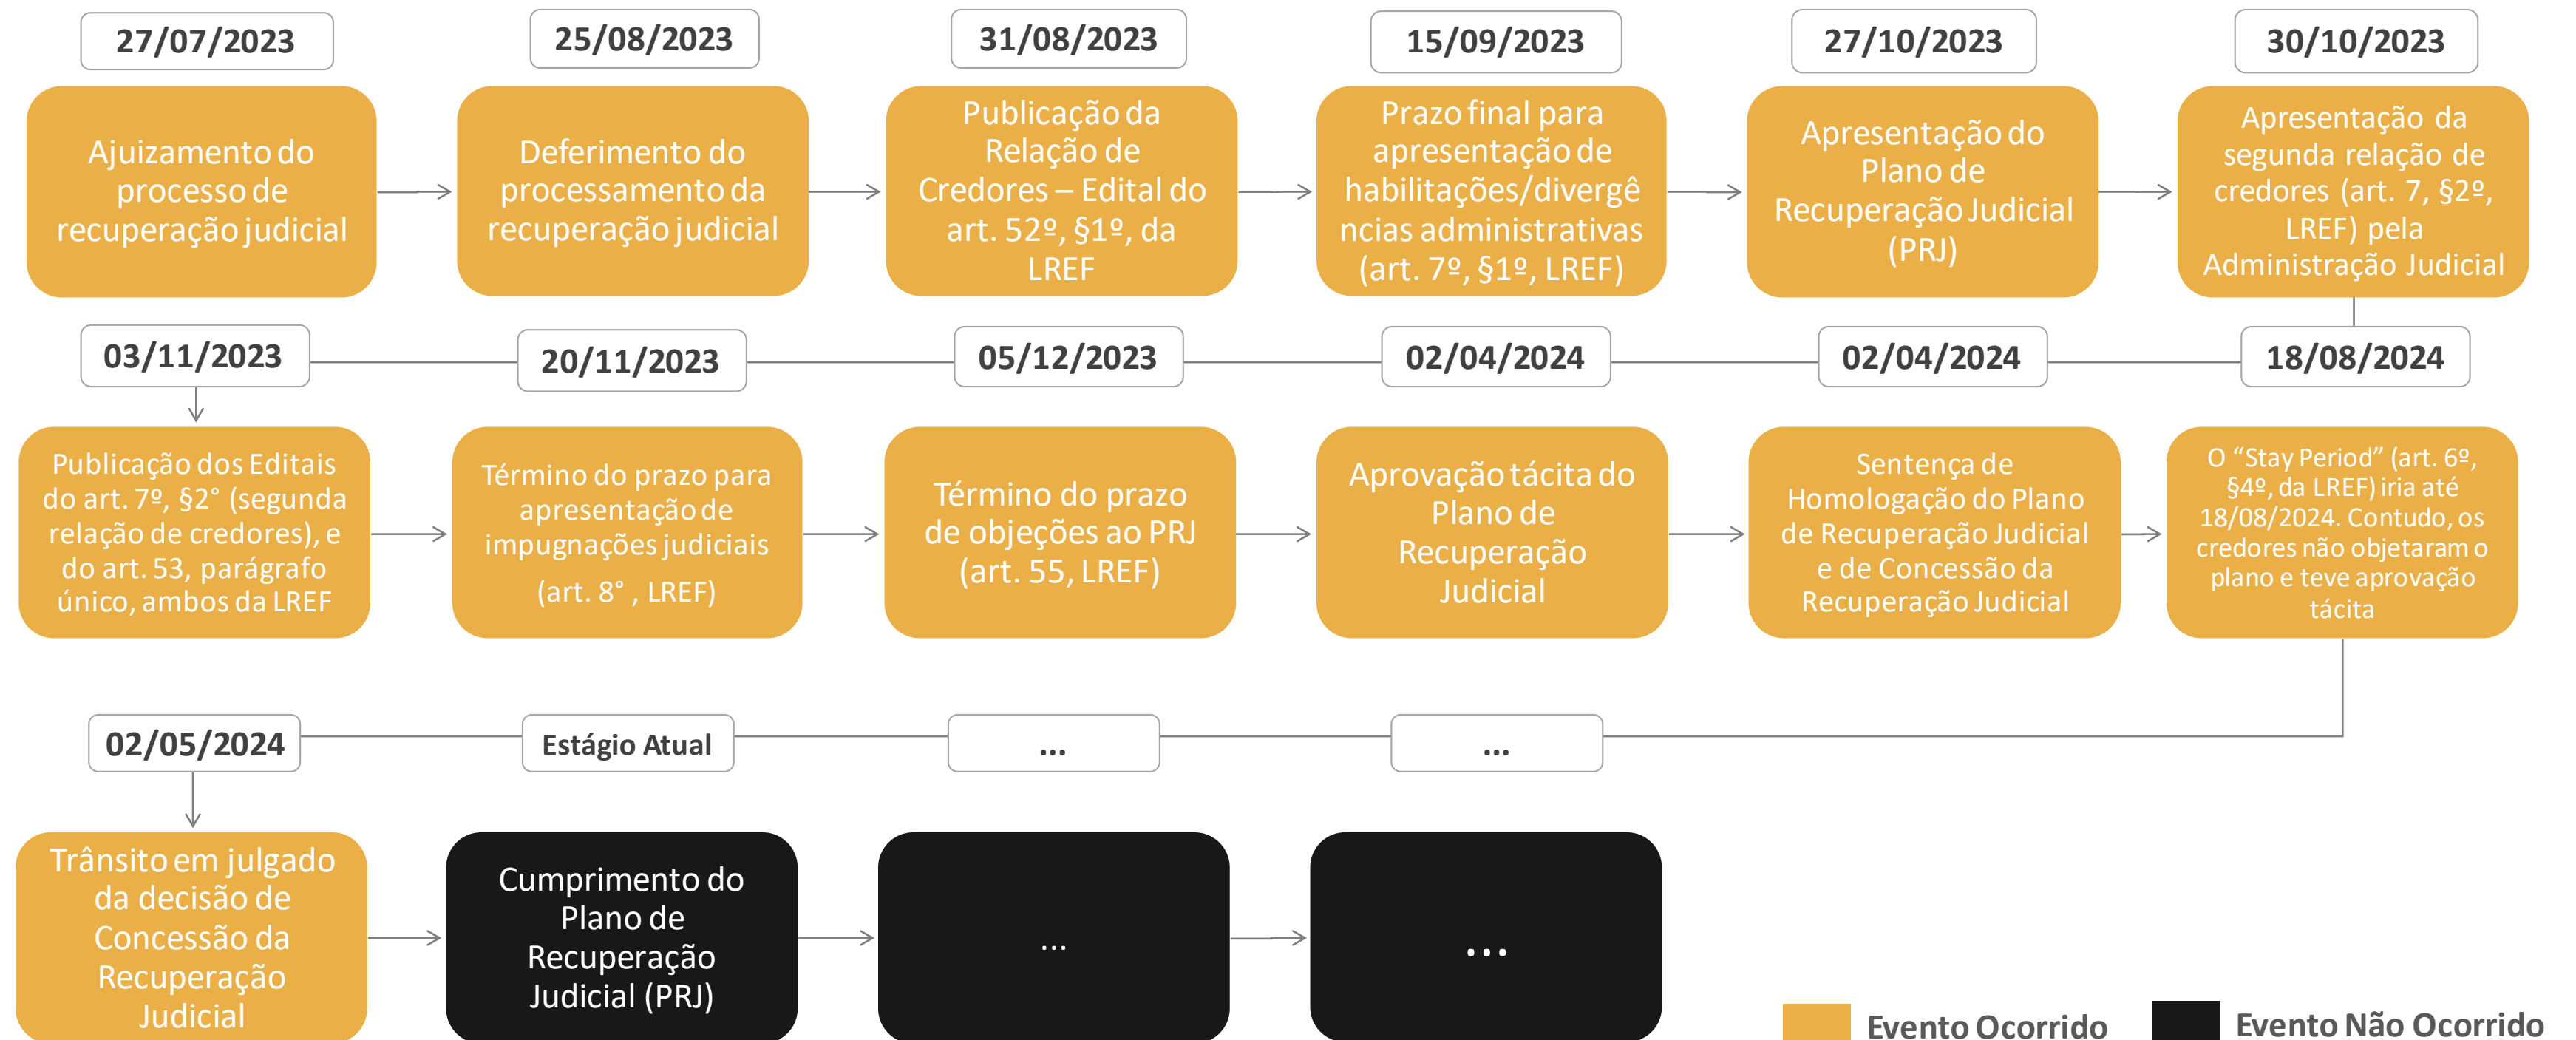 27/07/2023
Ajuizamento do
processo de
recuperação judicial
25/08/2023
Deferimento do
processamento da
recuperação judicial
31/08/2023
Publicação da
Relação de
Credores – Edital do
art. 52º, §1º, da
LREF
15/09/2023
Prazo final para
apresentação de
habilitações/divergê
ncias administrativas
(art. 7º, §1º, LREF)
27/10/2023
Apresentação do
Plano de
Recuperação Judicial
(PRJ)
30/10/2023
Apresentação da
segunda relação de
credores (art. 7, §2º,
LREF) pela
Administração Judicial
03/11/2023
Publicação dos Editais
do art. 7º, §2° (segunda
relação de credores), e
do art. 53, parágrafo
único, ambos da LREF
20/11/2023
Término do prazo para
apresentação de
impugnações judiciais
(art. 8° , LREF)
05/12/2023
Término do prazo
de objeções ao PRJ
(art. 55, LREF)
02/04/2024
Aprovação tácita do
Plano de
Recuperação
Judicial
02/04/2024
Sentença de
Homologação do Plano
de Recuperação Judicial
e de Concessão da
Recuperação Judicial
18/08/2024
O “Stay Period” (art. 6º,
§4º, da LREF) iria até
18/08/2024. Contudo, os
credores não objetaram o
plano e teve aprovação
tácita
02/05/2024
Trânsito em julgado
da decisão de
Concessão da
Recuperação
Judicial
Estágio Atual
Cumprimento do
Plano de
Recuperação
Judicial (PRJ)
...
...
...
...
Evento Ocorrido
Evento Não Ocorrido